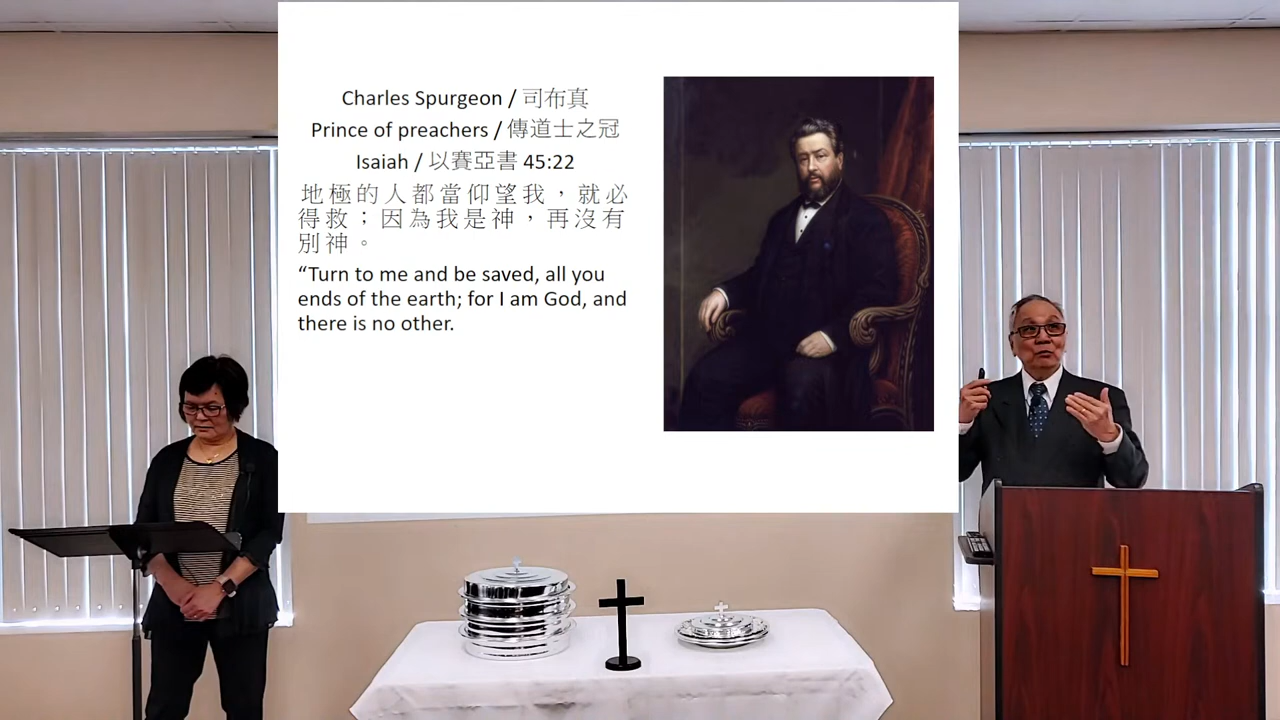 Charles Spurgeon / 司布真
Prince of preachers / 傳道士之冠
Isaiah / 以賽亞書 45:22
地極的人都當仰望我，就必
得救；因為我是神，再沒有
別神。
“Turn to me and be saved, all you
ends of the earth; for I am God, and
there is no other.